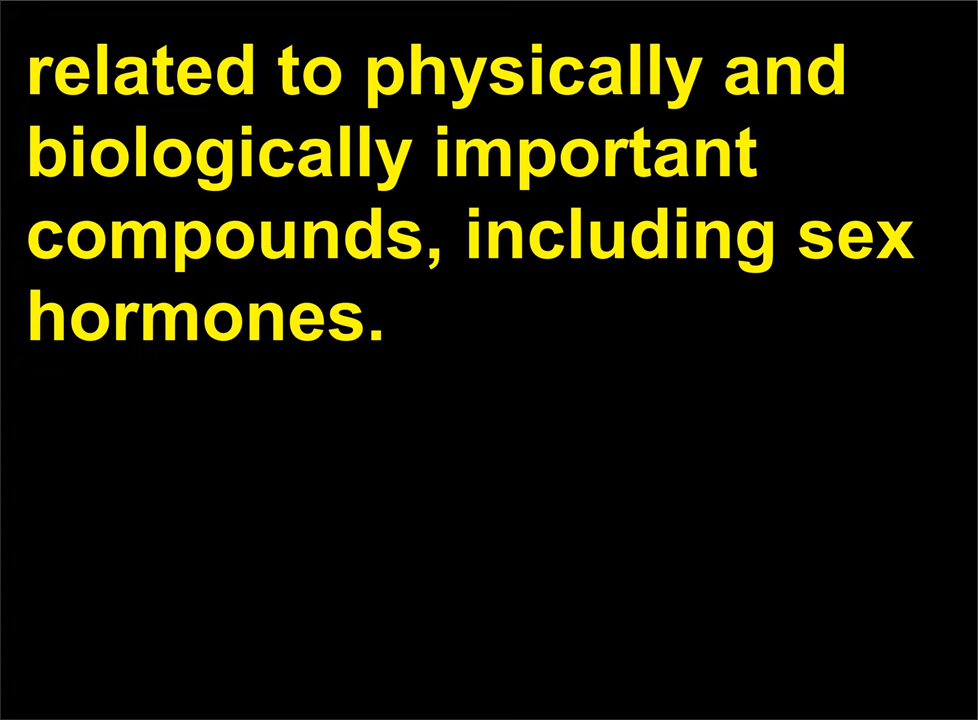 related to physically and
biologically important
compounds, including sex
hormones.